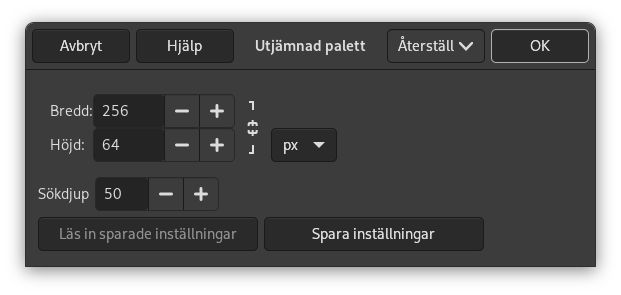 Avbryt Hjälp Utjämnad palett Återställ OK
Bredd: 256
Höjd: 64 px
Sökdjup 50
Läs in sparade inställningar Spara inställningar